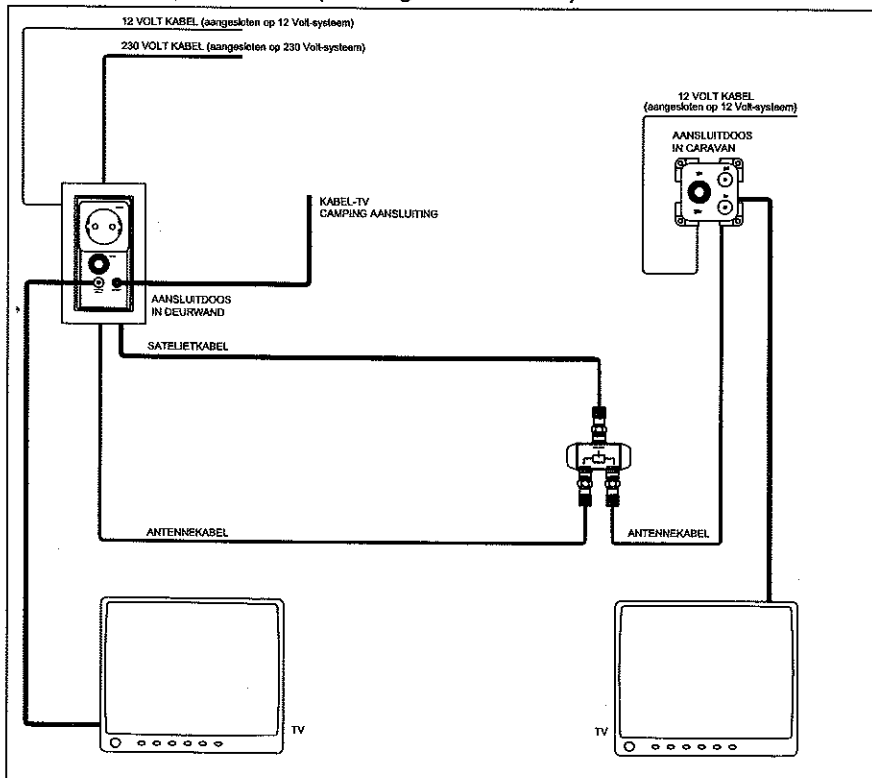 12 VOLT KABEL (aangesloten op 12 Volt-systeem)
230 VOLT KABEL (aangesloten op 230 Volt-systeem)
12 VOLT KABEL
(aangesloten op 12 Volt-systeem)
AANSLUITDOOS
IN CARAVAN
KABEL-TV
CAMPING AANSLUITING
AANSLUITDOOS
IN DEURWAND
SATELIETKABEL
ANTENNEKABEL
ANTENNEKABEL
TV
TV